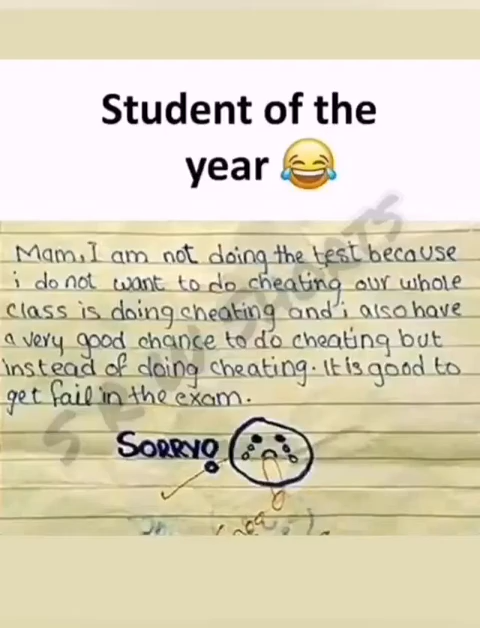 Student of the
year 😂
Mam, I am not doing the test because
i do not want to do cheating our whole
class is doing cheating and i also have
a very good chance to do cheating but
instead of doing cheating. It is good to
get fail in the exam.
SORRY!